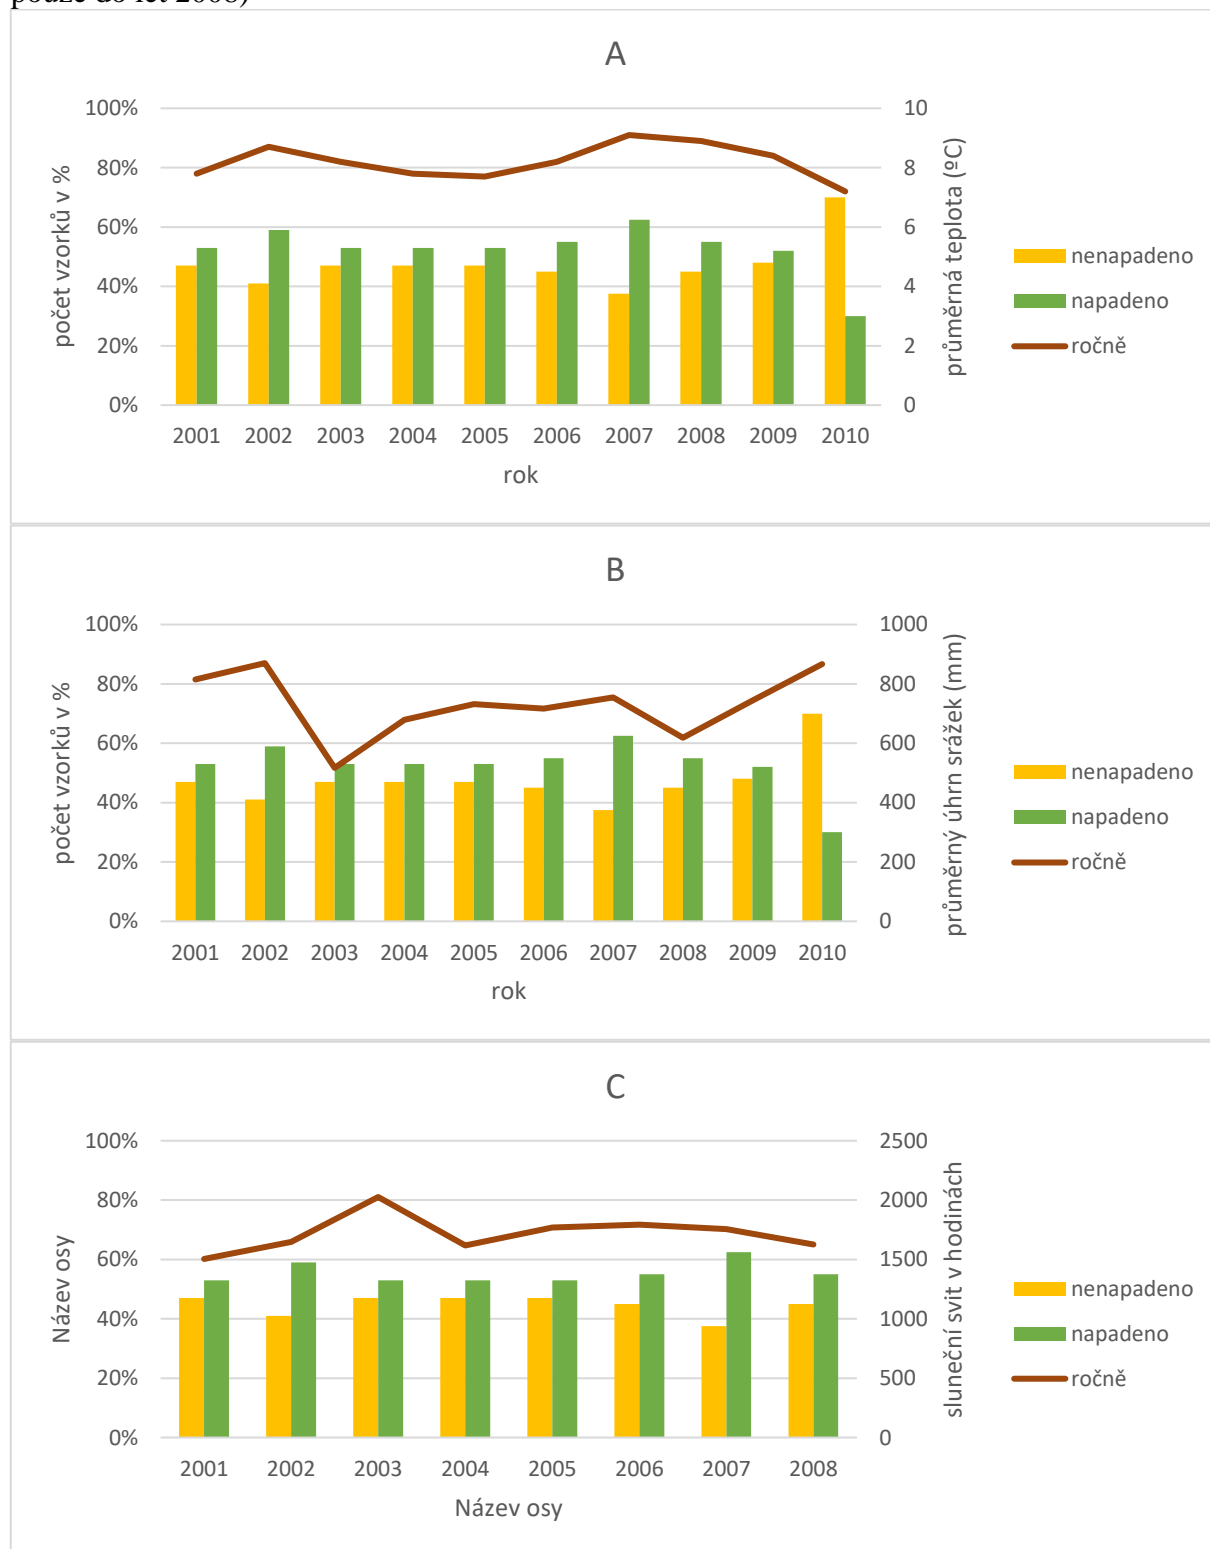 pouze do let 2008)
A
100%
80%
60%
40%
20%
0%
počet vzorků v %
10
8
6
4
2
0
průměrná teplota (ºC)
2001 2002 2003 2004 2005 2006 2007 2008 2009 2010
rok
nenapadeno
napadeno
ročně
B
100%
80%
60%
40%
20%
0%
počet vzorků v %
1000
800
600
400
200
0
průměrný úhrn srážek (mm)
2001 2002 2003 2004 2005 2006 2007 2008 2009 2010
rok
nenapadeno
napadeno
ročně
C
100%
80%
60%
40%
20%
0%
Název osy
2500
2000
1500
1000
500
0
sluneční svit v hodinách
2001 2002 2003 2004 2005 2006 2007 2008
Název osy
nenapadeno
napadeno
ročně